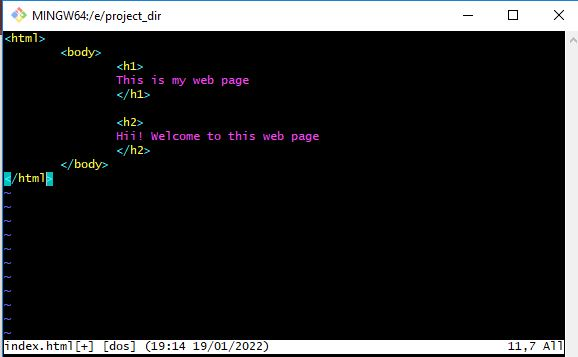 MINGW64:/e/project_dir
<html>
<body>
<h1>
This is my web page
</h1>
<h2>
Hii! Welcome to this web page
</h2>
</body>
</html>
~
~
~
~
~
~
~
~
~
~
~
index.html[+] [dos] (19:14 19/01/2022) 11,7 All